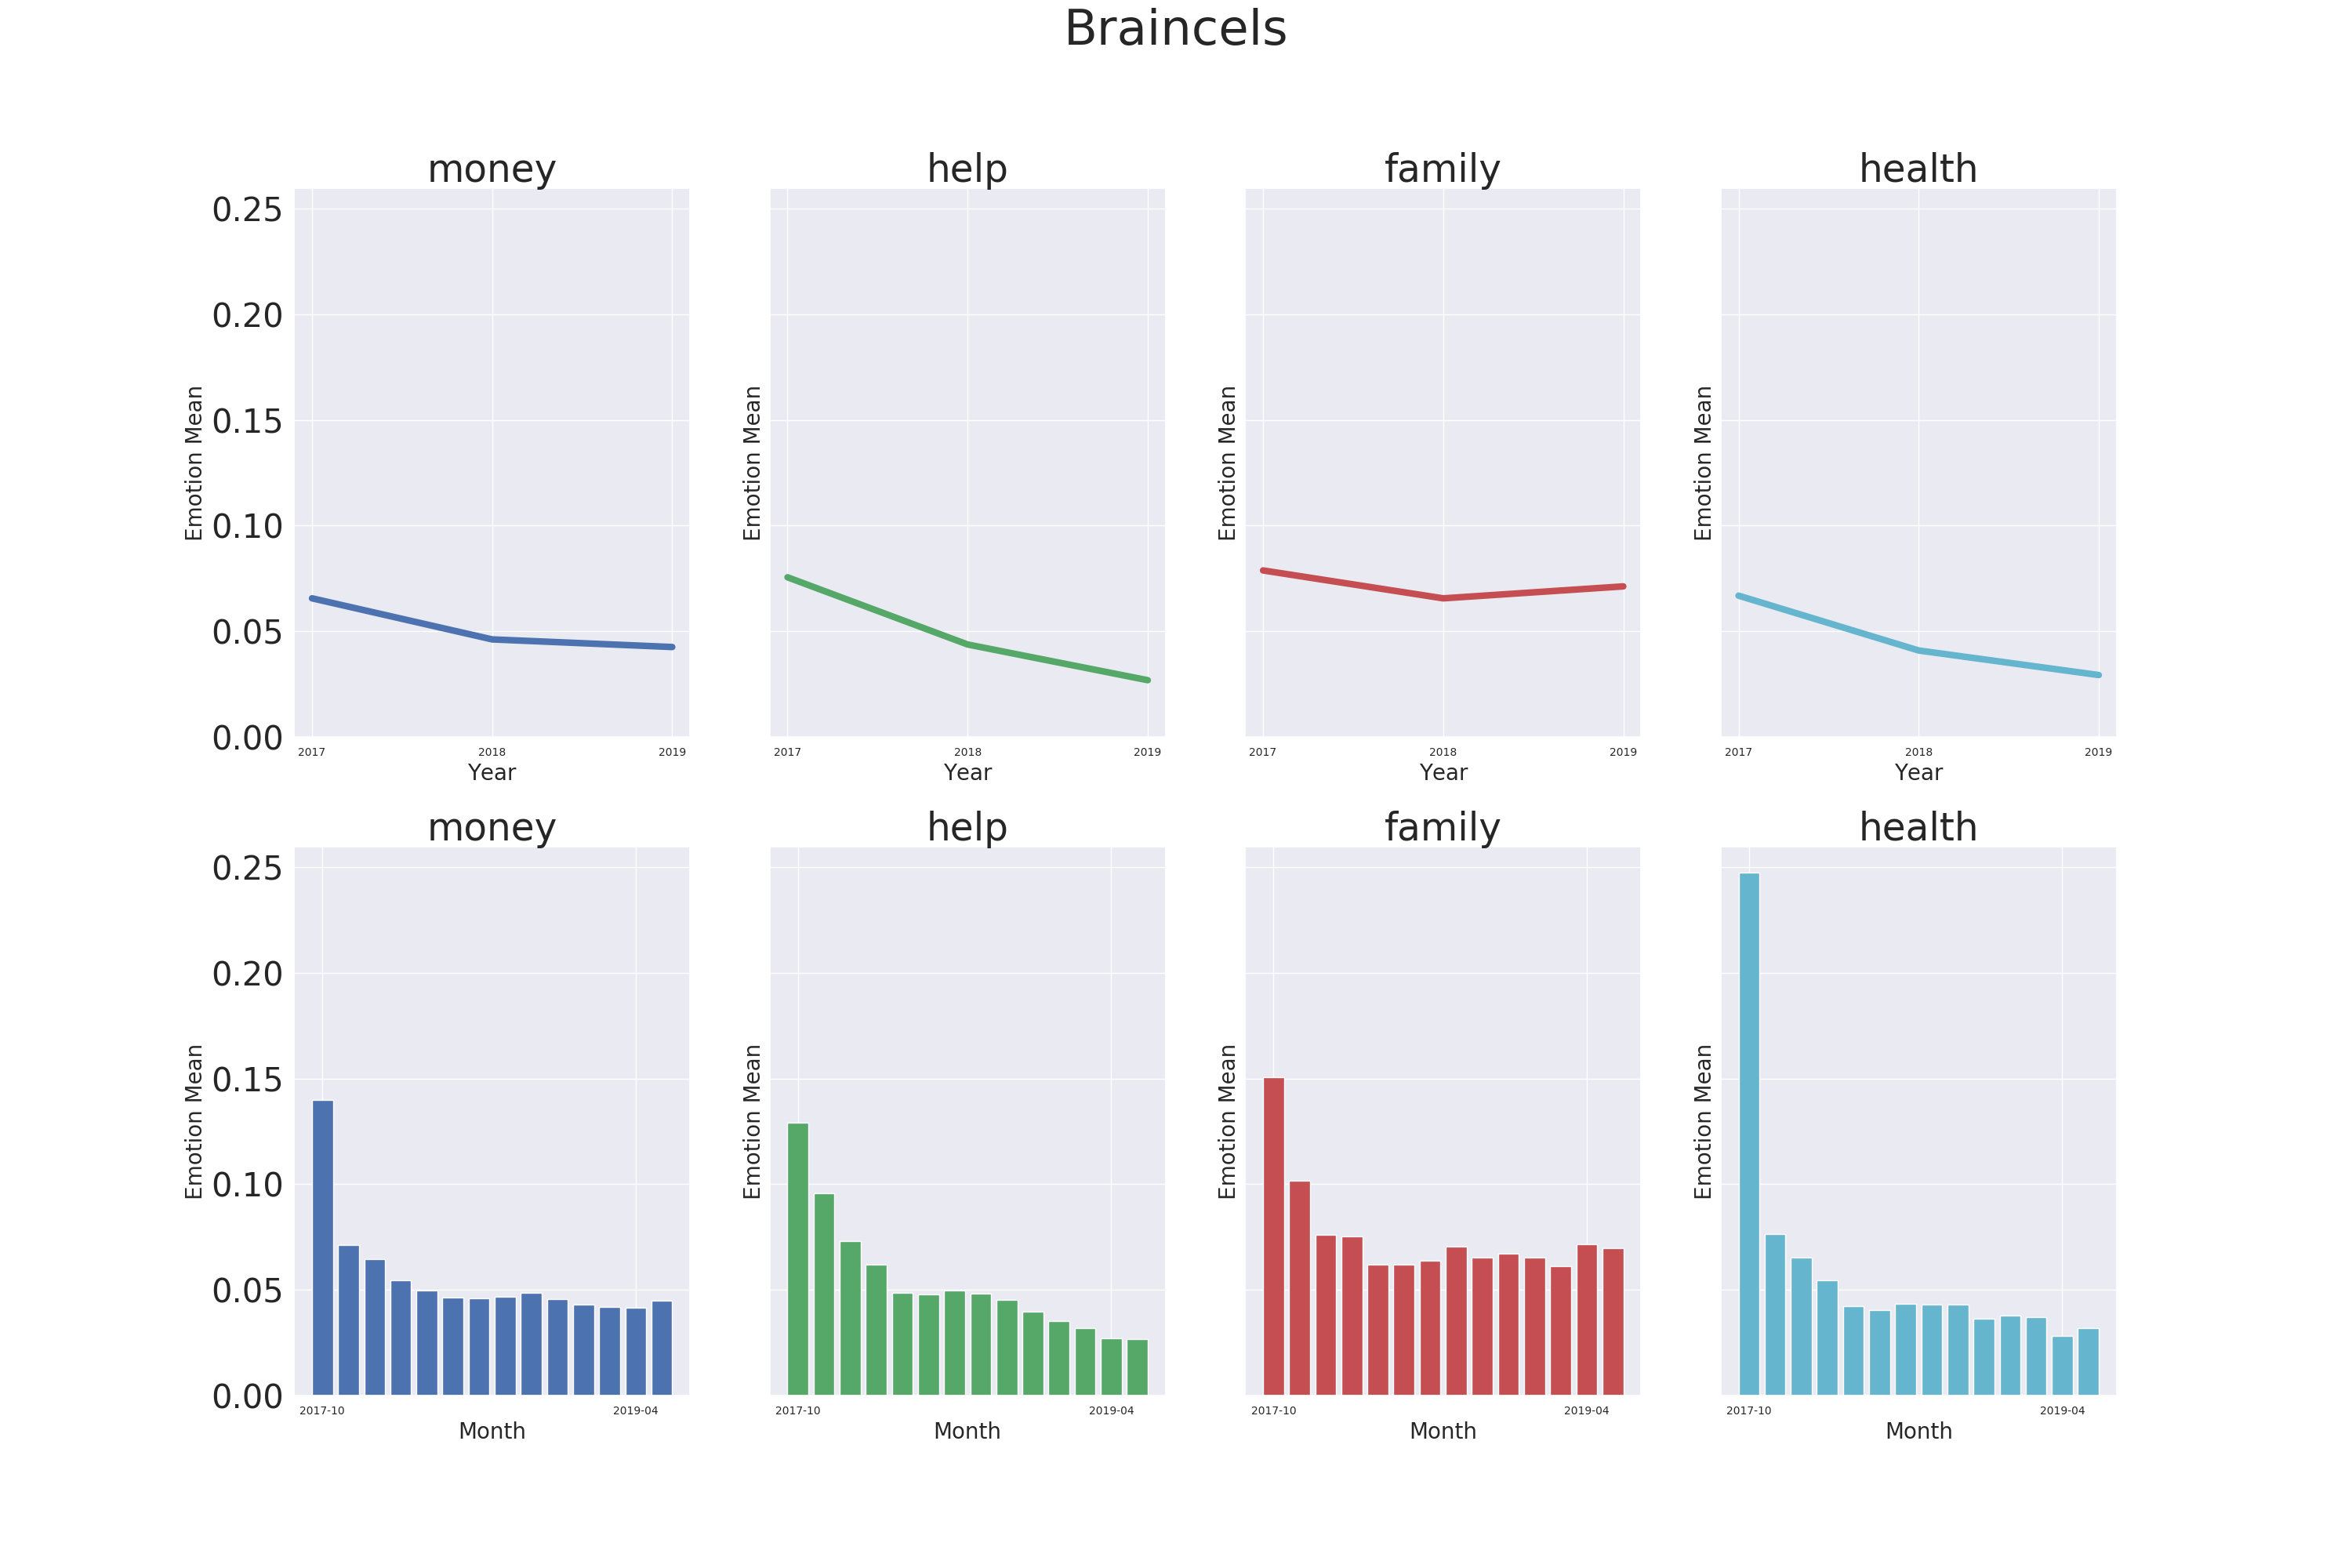 Braincels
money help family health
0.25
0.20
0.15
0.10
0.05
0.00
Emotion Mean Emotion Mean Emotion Mean Emotion Mean
2017 2018 2019 2017 2018 2019 2017 2018 2019 2017 2018 2019
Year Year Year Year
money help family health
0.25
0.20
0.15
0.10
0.05
0.00
Emotion Mean Emotion Mean Emotion Mean Emotion Mean
2017-10 2019-04 2017-10 2019-04 2017-10 2019-04 2017-10 2019-04
Month Month Month Month